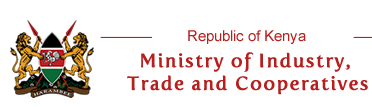 Republic of Kenya
Ministry of Industry,
Trade and Cooperatives
HARAMBEE